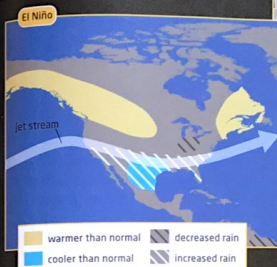 El Niño
jet stream
warmer than normal
decreased rain
cooler than normal
increased rain